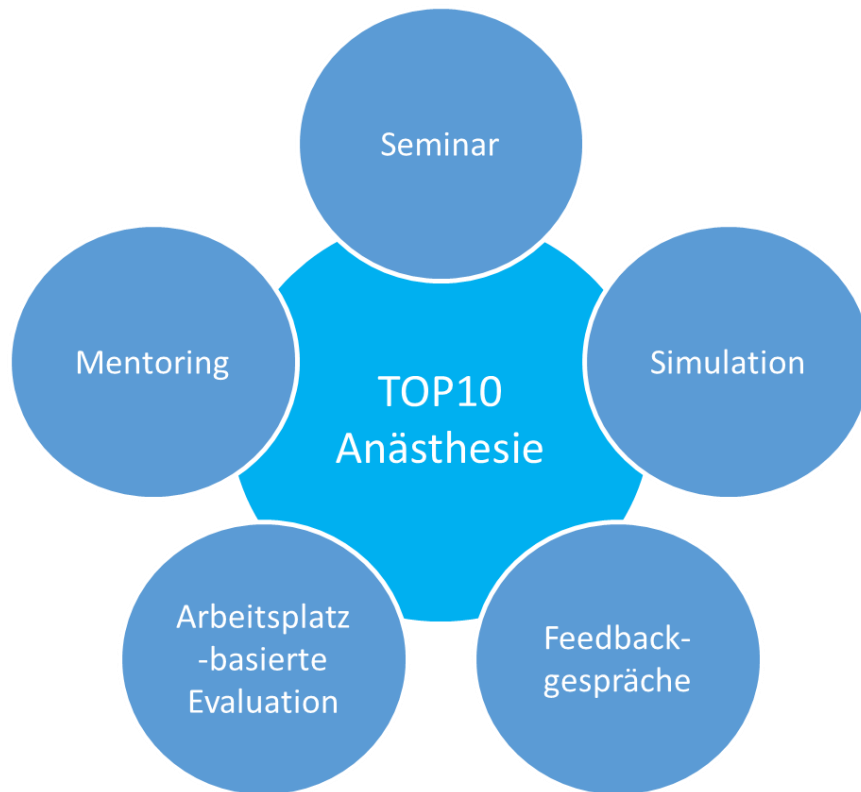 Seminar
Mentoring
Simulation
TOP10
Anästhesie
Arbeitsplatz
-basierte
Evaluation
Feedback-
gespräche